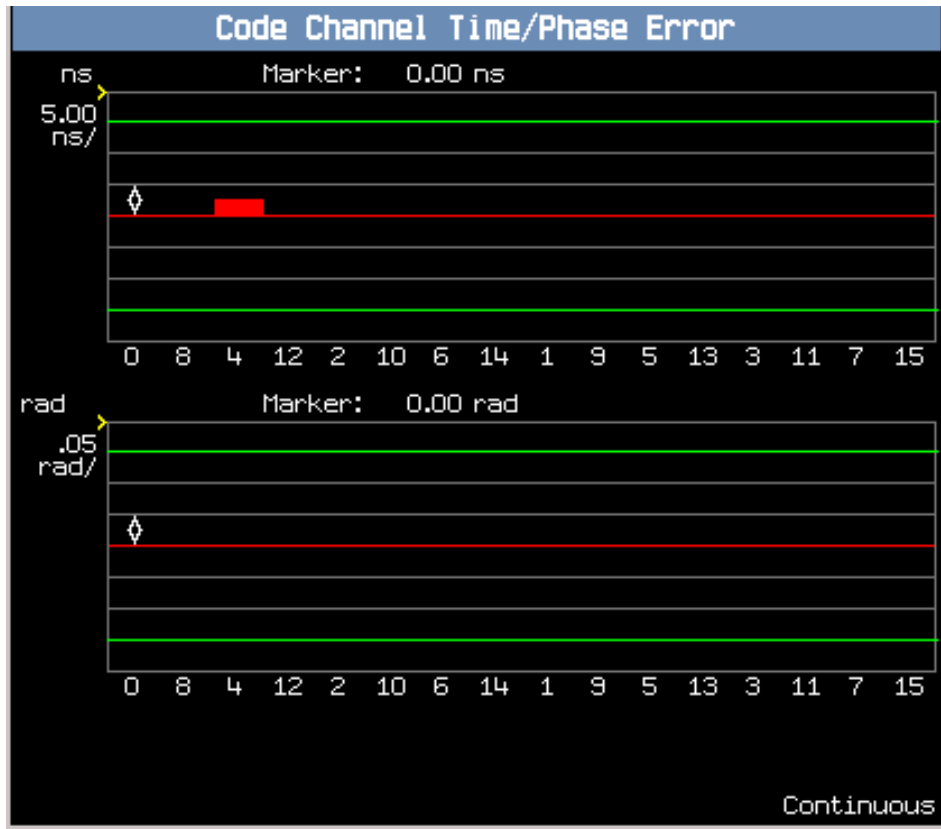 Code Channel Time/Phase Error
ns Marker: 0.00 ns
5.00
ns/
0 8 4 12 2 10 6 14 1 9 5 13 3 11 7 15
rad Marker: 0.00 rad
.05
rad/
0 8 4 12 2 10 6 14 1 9 5 13 3 11 7 15
Continuous